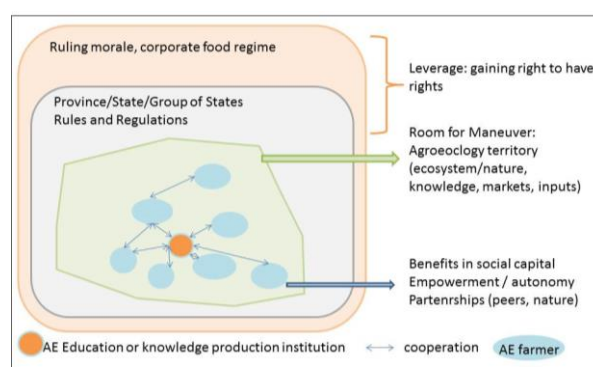 Ruling morale, corporate food regime
Province/State/Group of States
Rules and Regulations
Leverage: gaining right to have
rights
Room for Maneuver:
Agroeoclogy territory
(ecosystem/nature,
knowledge, markets, inputs)
Benefits in social capital
Empowerment / autonomy
Partenrships (peers, nature)
AE Education or knowledge production institution
cooperation
AE farmer